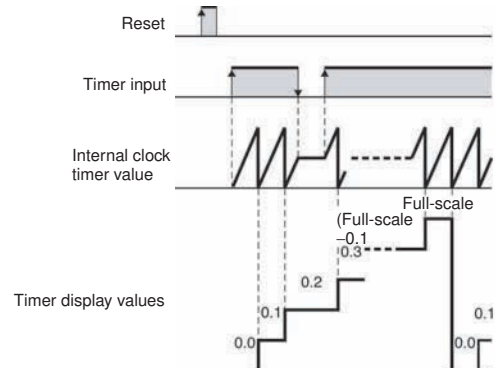 Reset
Timer input
Internal clock
timer value
Full-scale
(Full-scale
–0.1
0.3
0.2
Timer display values
0.1
0.1
0.0
0.0